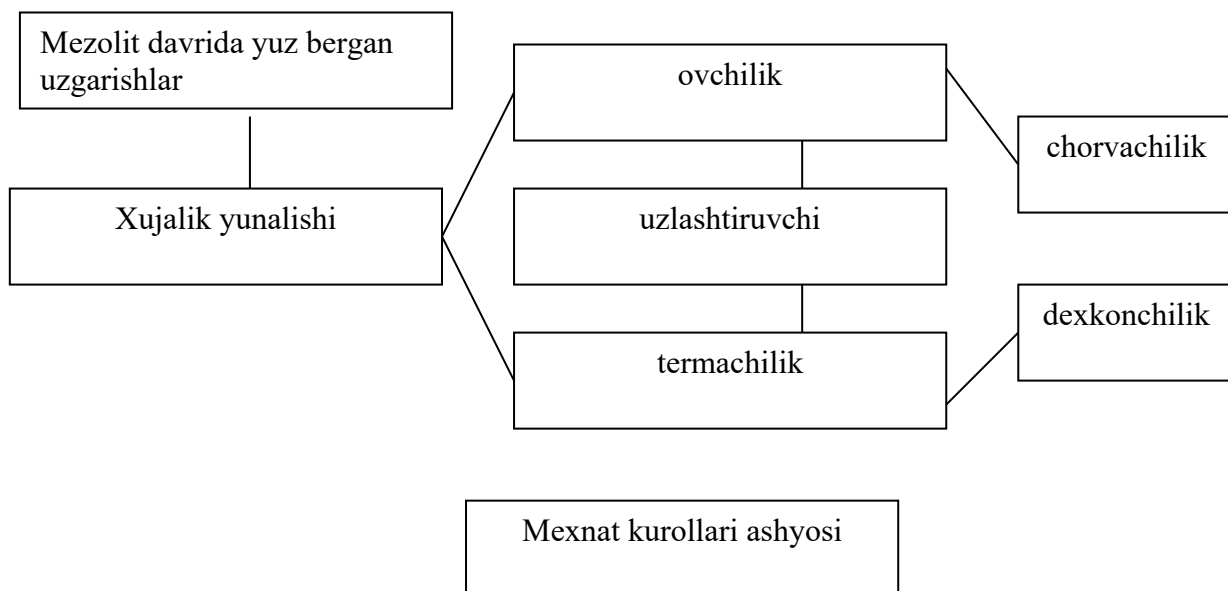 Mezolit davrida yuz bergan
uzgarishlar
ovchilik
chorvachilik
Xujalik yunalishi
uzlashtiruvchi
dexkonchilik
termachilik
Mexnat kurollari ashyosi